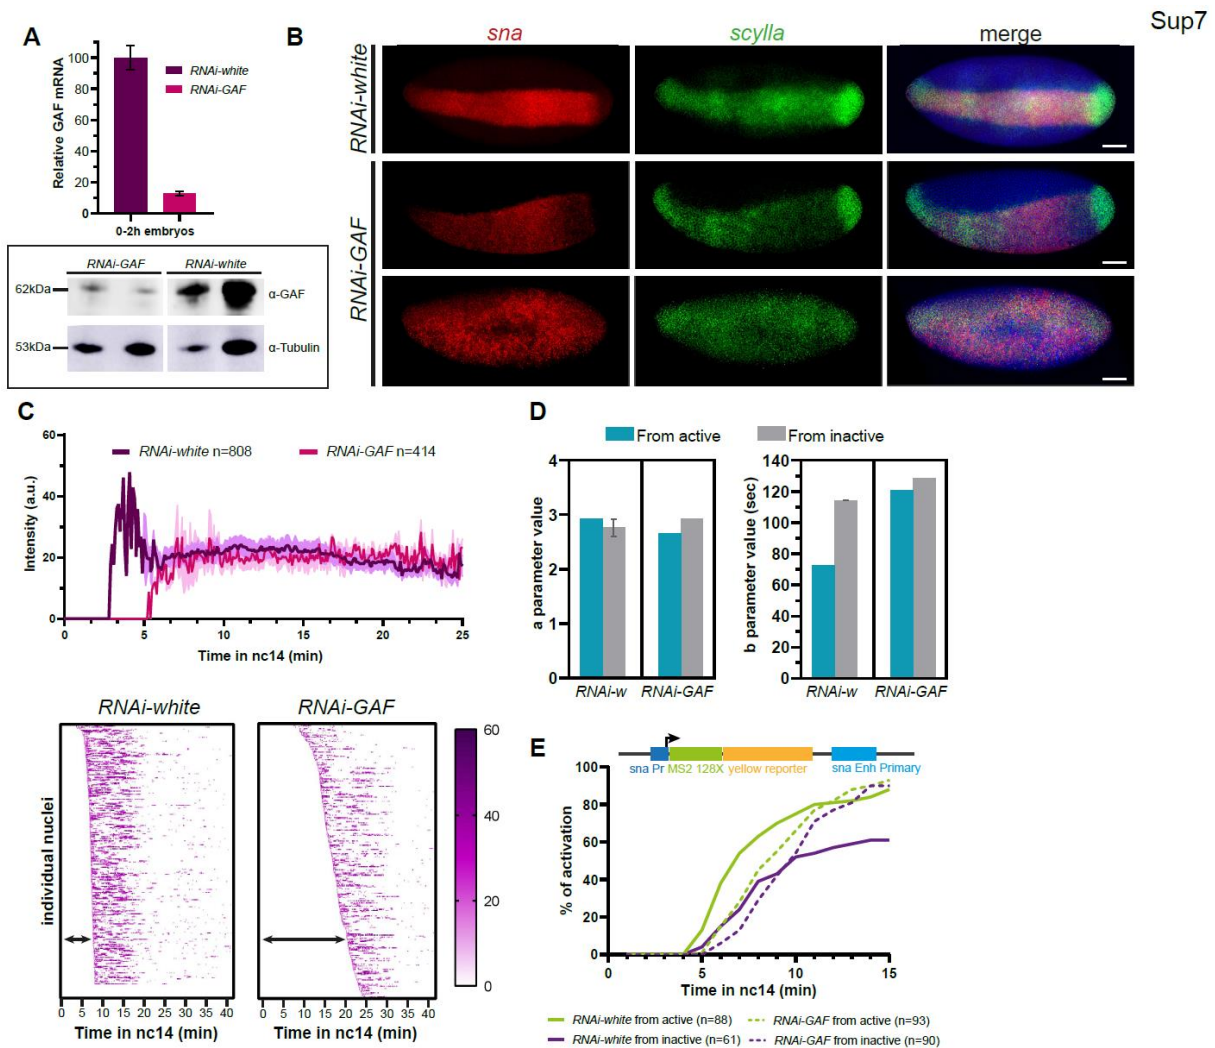 Sup7
A
Relative GAF mRNA
100
80
60
40
20
0
RNAi-white
RNAi-GAF
0-2h embryos
RNAi-GAF
RNAi-white
62kDa
α-GAF
53kDa
α-Tubulin
B
sna
scylla
merge
RNAi-white
RNAi-GAF
C
Intensity (a.u.)
60
40
20
0
RNAi-white n=808
RNAi-GAF n=414
0 5 10 15 20 25
Time in nc14 (min)
RNAi-white
RNAi-GAF
individual nuclei
0 5 10 15 20 25 30 35 40
Time in nc14 (min)
0 5 10 15 20 25 30 35 40
Time in nc14 (min)
60
40
20
0
D
From active
From inactive
a parameter value
4
3
2
1
0
RNAi-w
RNAi-GAF
b parameter value (sec)
140
120
100
80
60
40
20
0
RNAi-w
RNAi-GAF
E
sna Pr MS2 128X yellow reporter sna Enh Primary
% of activation
100
80
60
40
20
0
0 5 10 15
Time in nc14 (min)
RNAi-white from active (n=88)
RNAi-GAF from active (n=93)
RNAi-white from inactive (n=61)
RNAi-GAF from inactive (n=90)